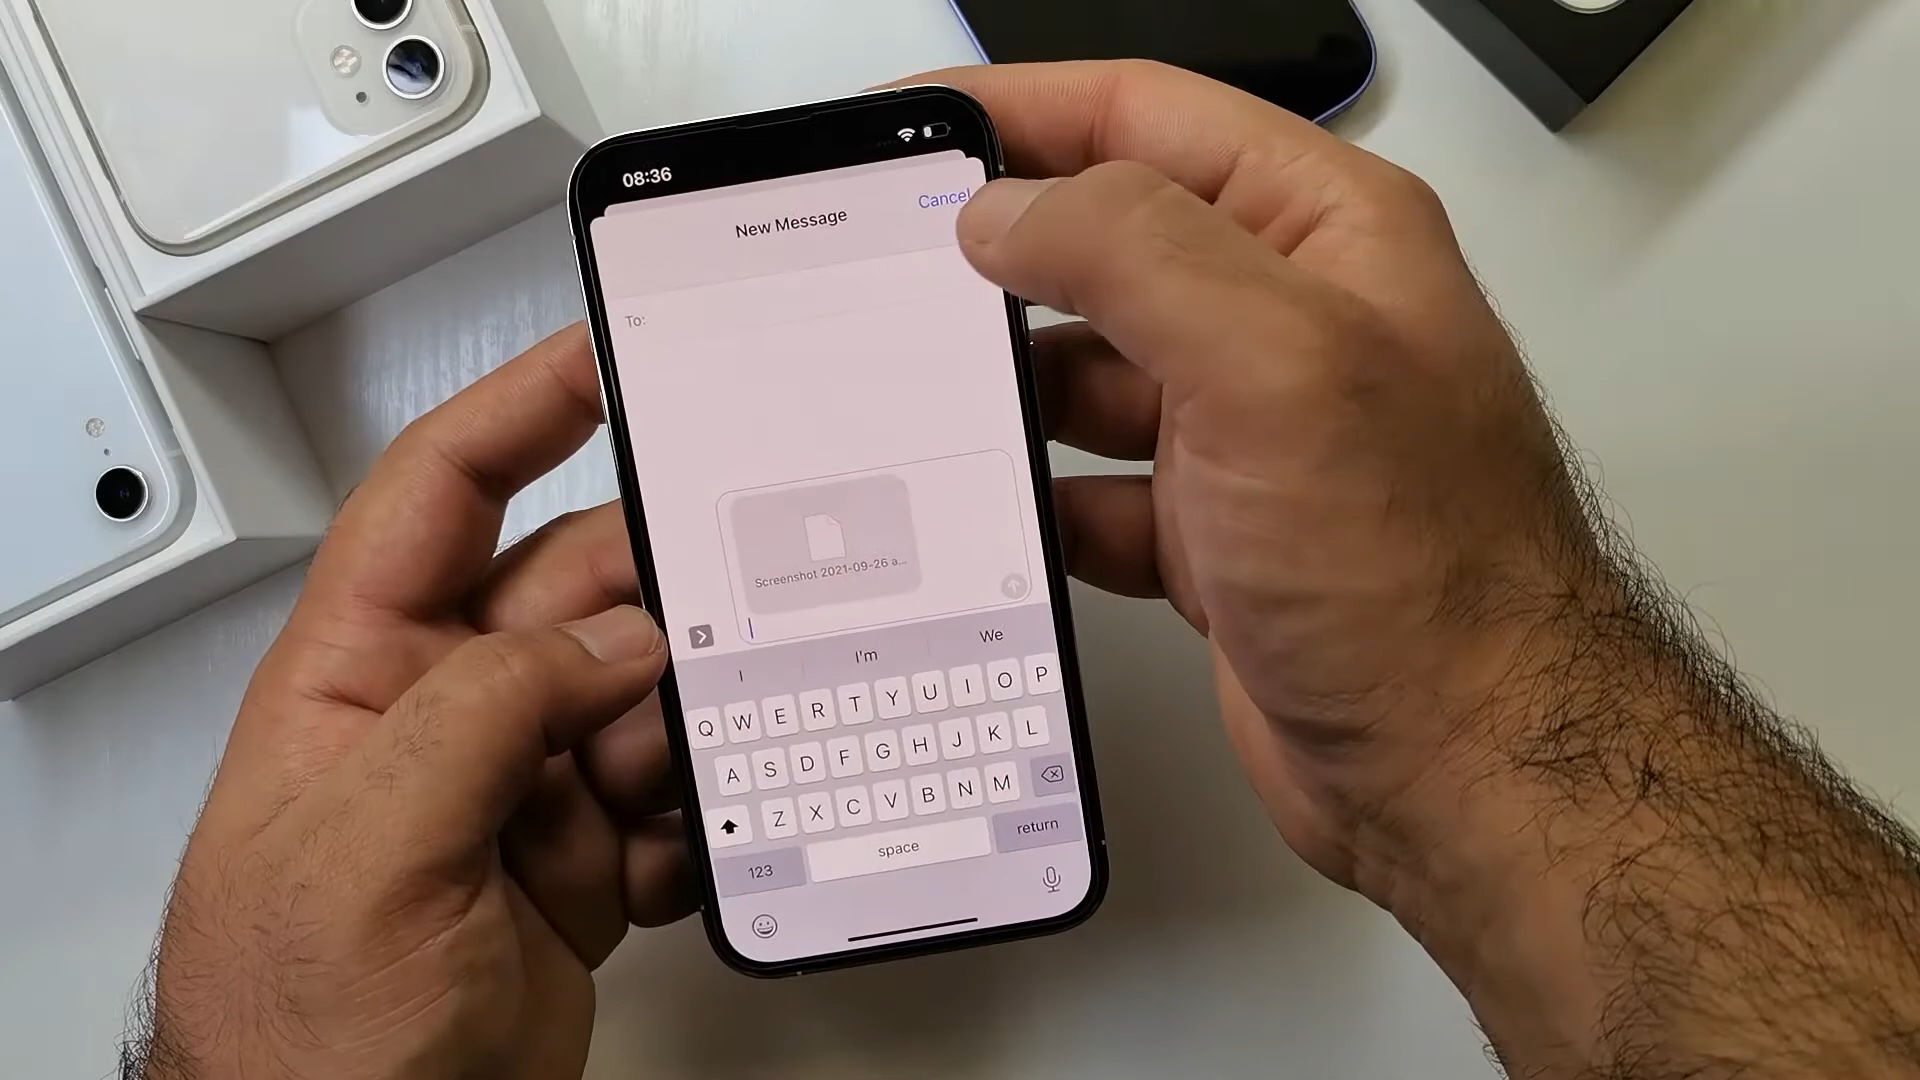 08:36
New Message
Cancel
To:
Screenshot 2021-09-26 a...
I
I'm
We
Q W E R T Y U I O P
A S D F G H J K L
Z X C V B N M
123
space
return